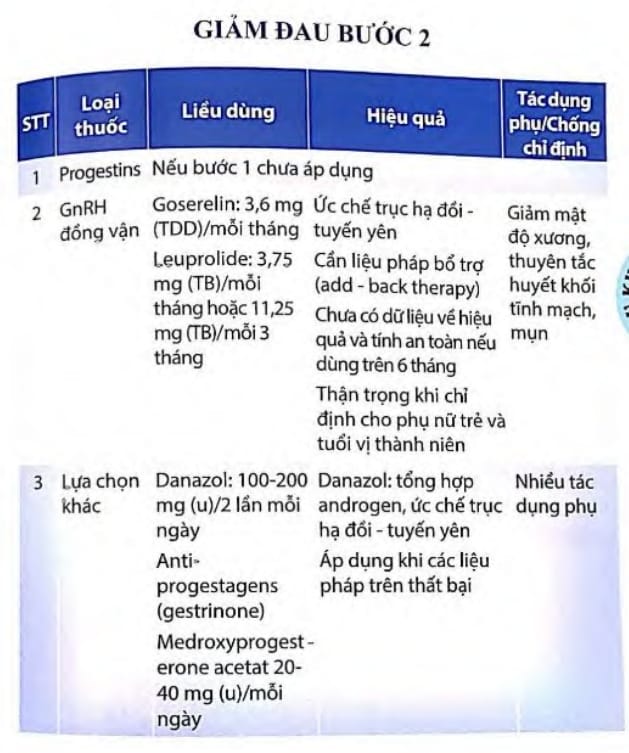 GIẢM ĐAU BƯỚC 2
STT
Loại thuốc
Liều dùng
Hiệu quả
Tác dụng phụ/Chống chỉ định
1
Progestins
Nếu bước 1 chưa áp dụng
2
GnRH
đồng vận
Goserelin: 3,6 mg
(TDD)/mỗi tháng
Leuprolide: 3,75
mg (TB)/mỗi
tháng hoặc 11,25
mg (TB)/mỗi 3
tháng
Ức chế trục hạ đồi -
tuyến yên
Cần liệu pháp bổ trợ
(add - back therapy)
Chưa có dữ liệu về hiệu
quả và tính an toàn nếu
dùng trên 6 tháng
Thận trọng khi chỉ
định cho phụ nữ trẻ và
tuổi vị thành niên
Giảm mật
độ xương,
thuyên tắc
huyết khối
tĩnh mạch,
mụn
3
Lựa chọn
khác
Danazol: 100-200
mg (u)/2 lần mỗi
ngày
Anti-
progestagens
(gestrinone)
Medroxyprogest -
erone acetat 20-
40 mg (u)/mỗi
ngày
Danazol: tổng hợp
androgen, ức chế trục
hạ đồi - tuyến yên
Áp dụng khi các liệu
pháp trên thất bại
Nhiều tác
dụng phụ